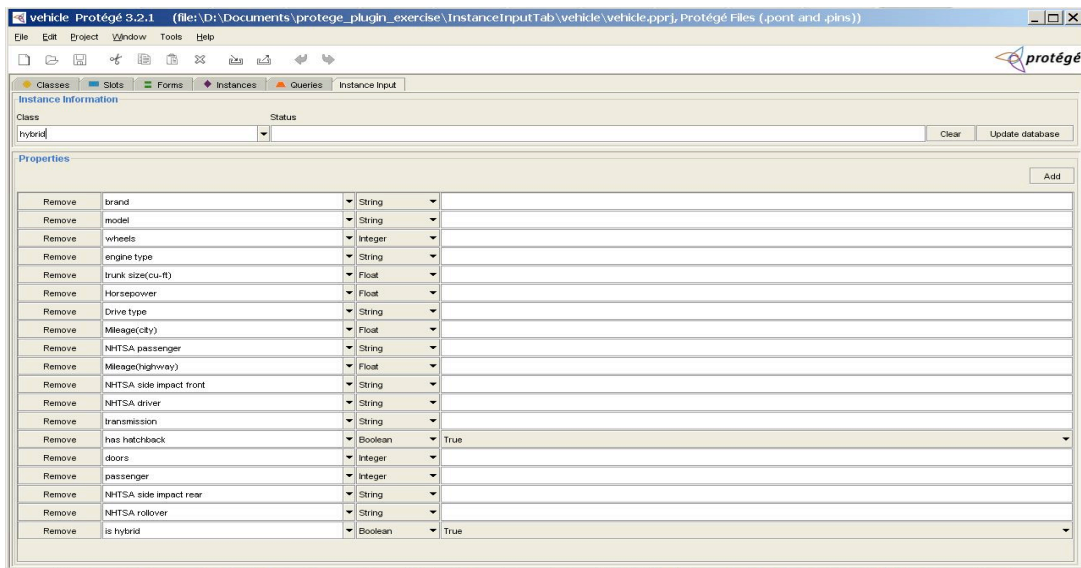 vehicle Protégé 3.2.1 (file:\D:\Documents\protege_plugin_exercise\InstanceInputTab\vehicle\vehicle.pprj, Protégé Files (.pont and .pins))
File Edit Project Window Tools Help
protégé
Classes Slots Forms Instances Queries Instance Input
Instance Information
Class Status
hybrid Clear Update database
Properties
Add
Remove brand String
Remove model String
Remove wheels Integer
Remove engine type String
Remove trunk size(cu-ft) Float
Remove Horsepower Float
Remove Drive type String
Remove Mileage(city) Float
Remove NHTSA passenger String
Remove Mileage(highway) Float
Remove NHTSA side impact front String
Remove NHTSA driver String
Remove transmission String
Remove has hatchback Boolean True
Remove doors Integer
Remove passenger Integer
Remove NHTSA side impact rear String
Remove NHTSA rollover String
Remove is hybrid Boolean True